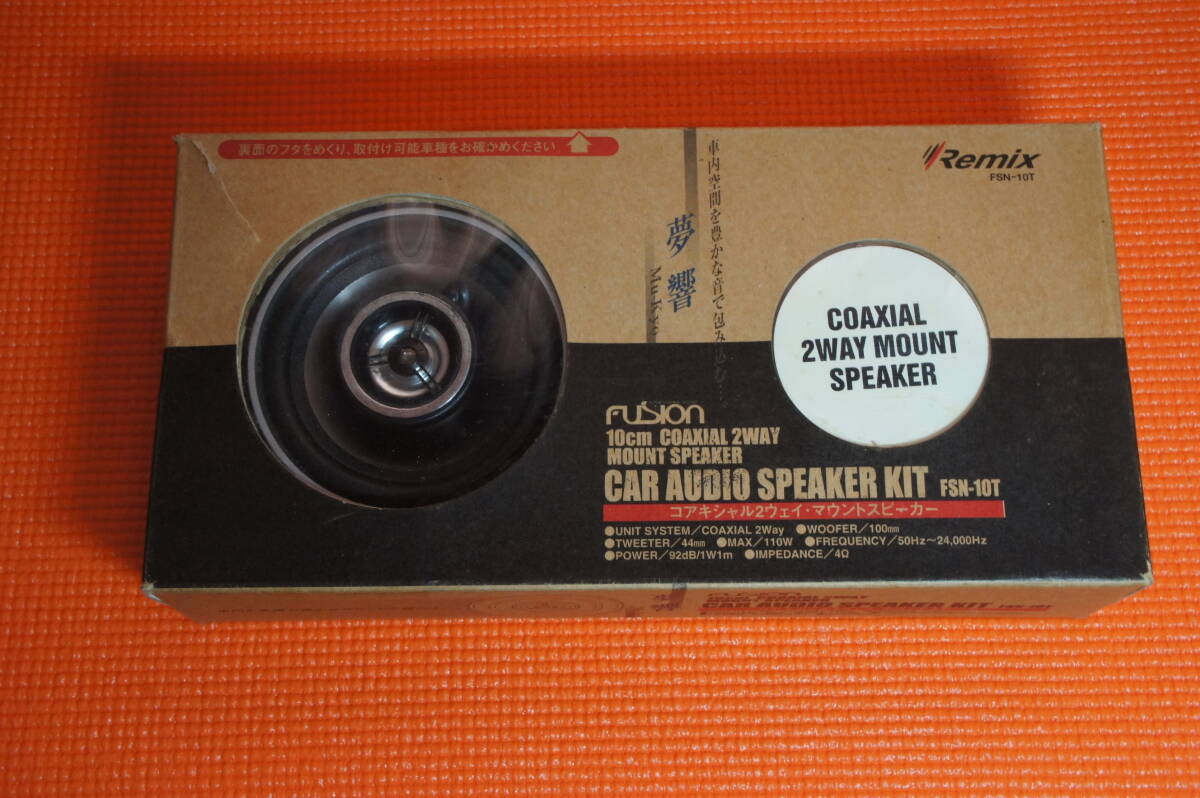 裏面のフタをめくり、取付け可能車種をお確かめください
車内空間を豊かな音で包み込む…
夢響
Mu-Kyo
Remix
FSN-10T
COAXIAL
2WAY MOUNT
SPEAKER
FUSION
10cm COAXIAL 2WAY
MOUNT SPEAKER
CAR AUDIO SPEAKER KIT FSN-10T
コアキシャル2ウェイ・マウントスピーカー
●UNIT SYSTEM/COAXIAL 2Way ●WOOFER/100mm
●TWEETER/44mm ●MAX/110W ●FREQUENCY/50Hz～24,000Hz
●POWER/92dB/1W1m ●IMPEDANCE/4Ω
CAR AUDIO SPEAKER KIT